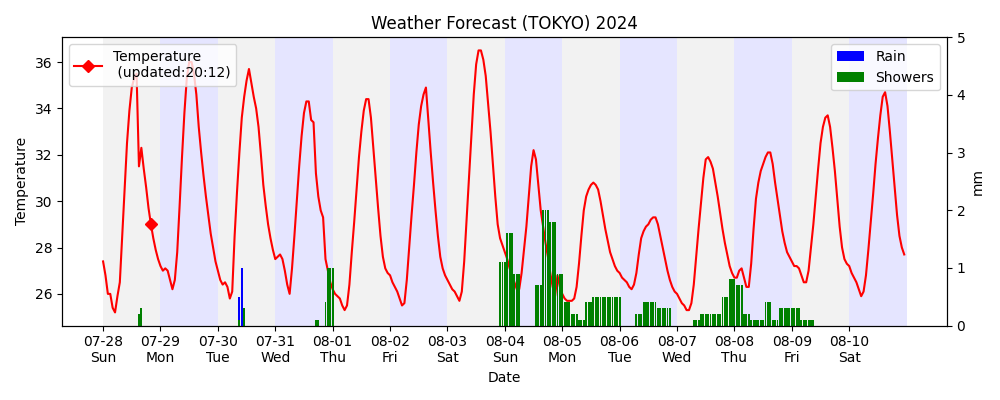 Weather Forecast (TOKYO) 2024
Temperature
(updated:20:12)
Rain
Showers
Temperature
36
34
32
30
28
26
5
4
3
2
1
0
mm
07-28 07-29 07-30 07-31 08-01 08-02 08-03 08-04 08-05 08-06 08-07 08-08 08-09 08-10
Sun Mon Tue Wed Thu Fri Sat Sun Mon Tue Wed Thu Fri Sat
Date